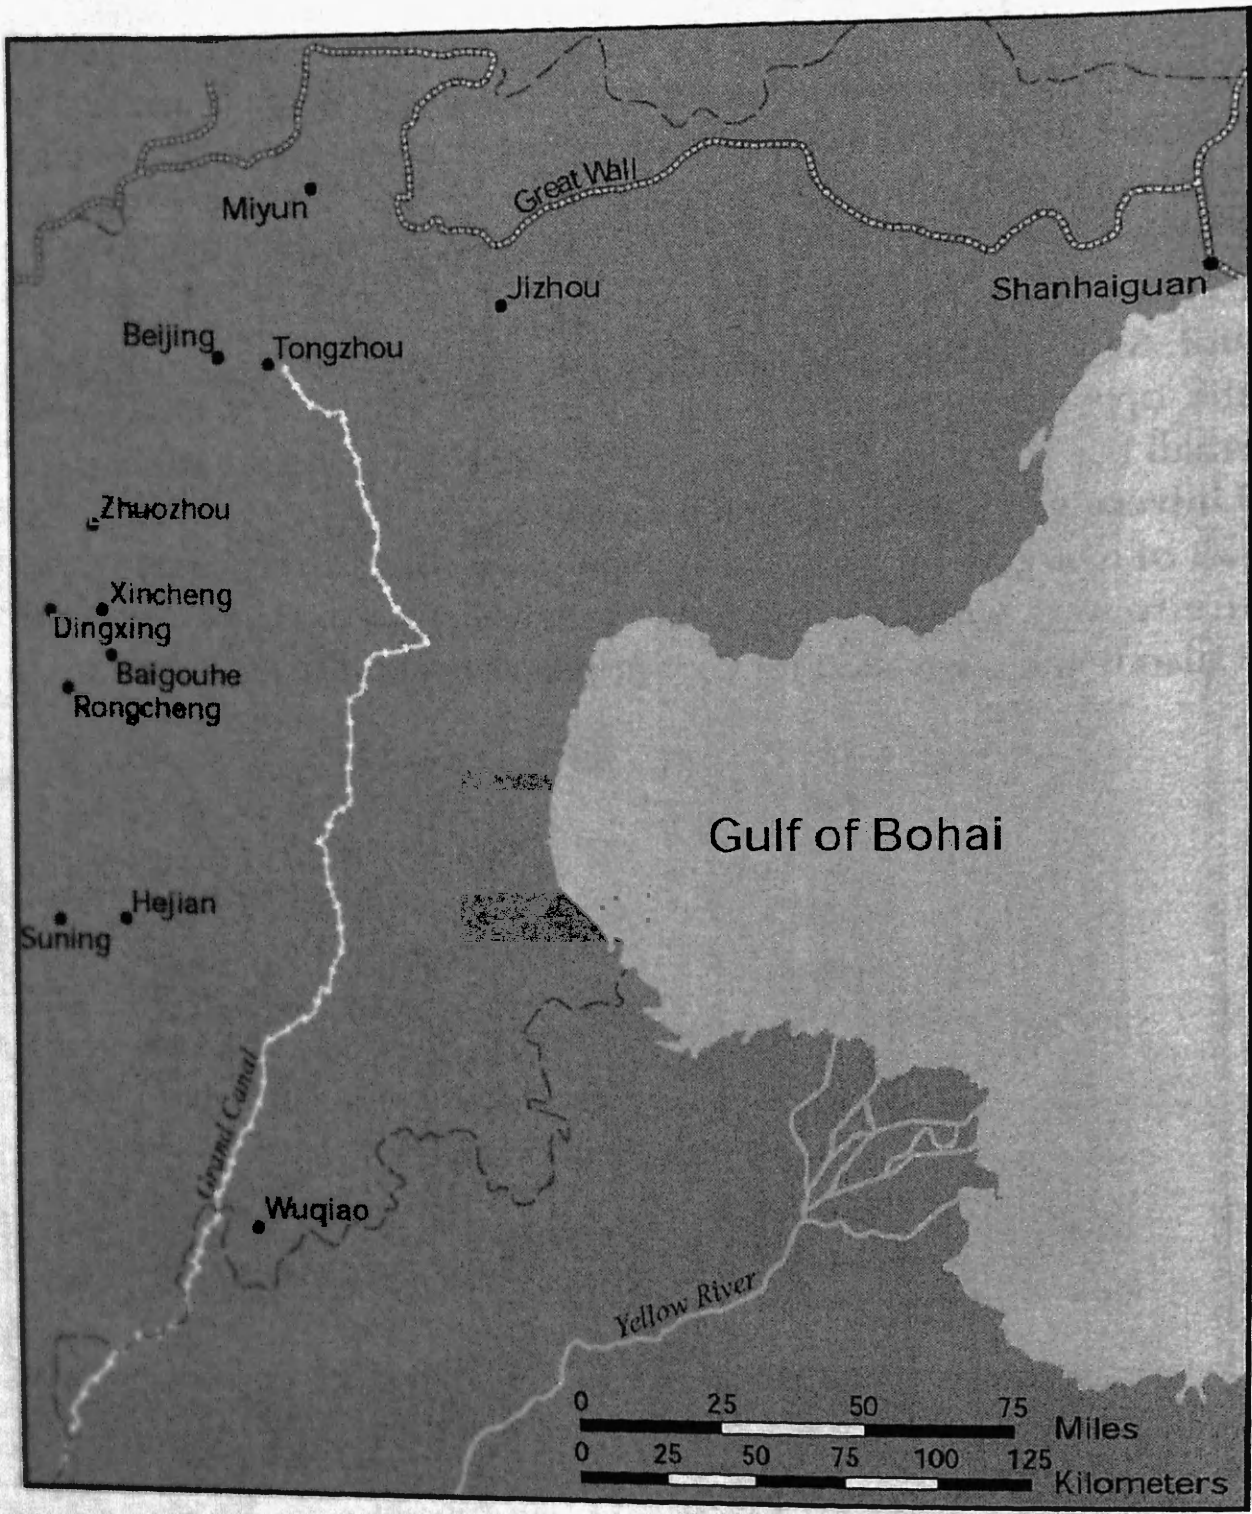 Great Wall
Miyun
Jizhou
Shanhaiguan
Beijing
Tongzhou
Zhuozhou
Xincheng
Dingxing
Baigouhe
Rongcheng
Gulf of Bohai
Hejian
Suning
Grand Canal
Wuqiao
Yellow River
0 25 50 75
Miles
0 25 50 75 100 125
Kilometers